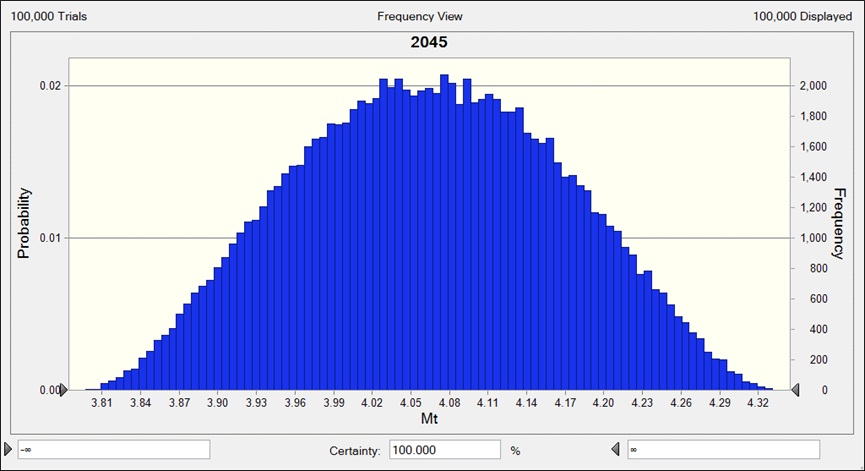 100,000 Trials Frequency View 100,000 Displayed
2045
0.02 2,000
1,800
1,600
1,400
1,200
0.01 1,000
800
600
400
200
0.00 0
Probability
Frequency
3.81 3.84 3.87 3.90 3.93 3.96 3.99 4.02 4.05 4.08 4.11 4.14 4.17 4.20 4.23 4.26 4.29 4.32
Mt
-∞ Certainty: 100.000 % ∞